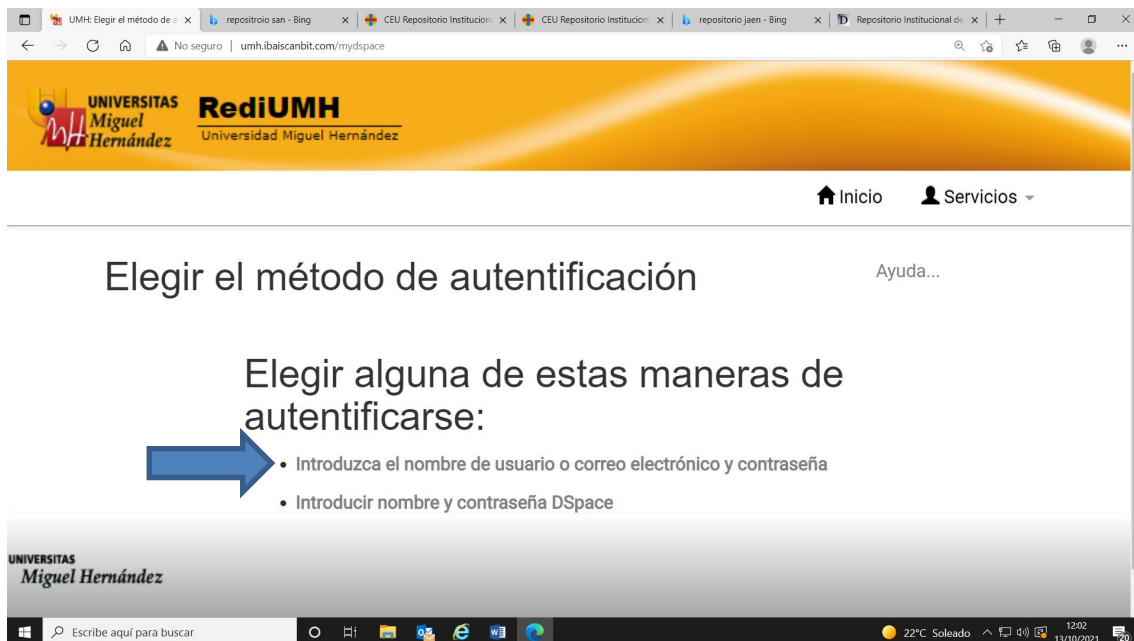 UMH: Elegir el método de a
repositroio san - Bing
CEU Repositorio Institucion
CEU Repositorio Institucion
repositorio jaen - Bing
Repositorio Institucional de
No seguro | umh.ibaiscanbit.com/mydspace
UNIVERSITAS
Miguel
Hernández
RediUMH
Universidad Miguel Hernández
Inicio
Servicios
Elegir el método de autentificación
Ayuda...
Elegir alguna de estas maneras de
autentificarse:
• Introduzca el nombre de usuario o correo electrónico y contraseña
• Introducir nombre y contraseña DSpace
UNIVERSITAS
Miguel Hernández
Escribe aquí para buscar
22°C Soleado
12:02
13/10/2021
20